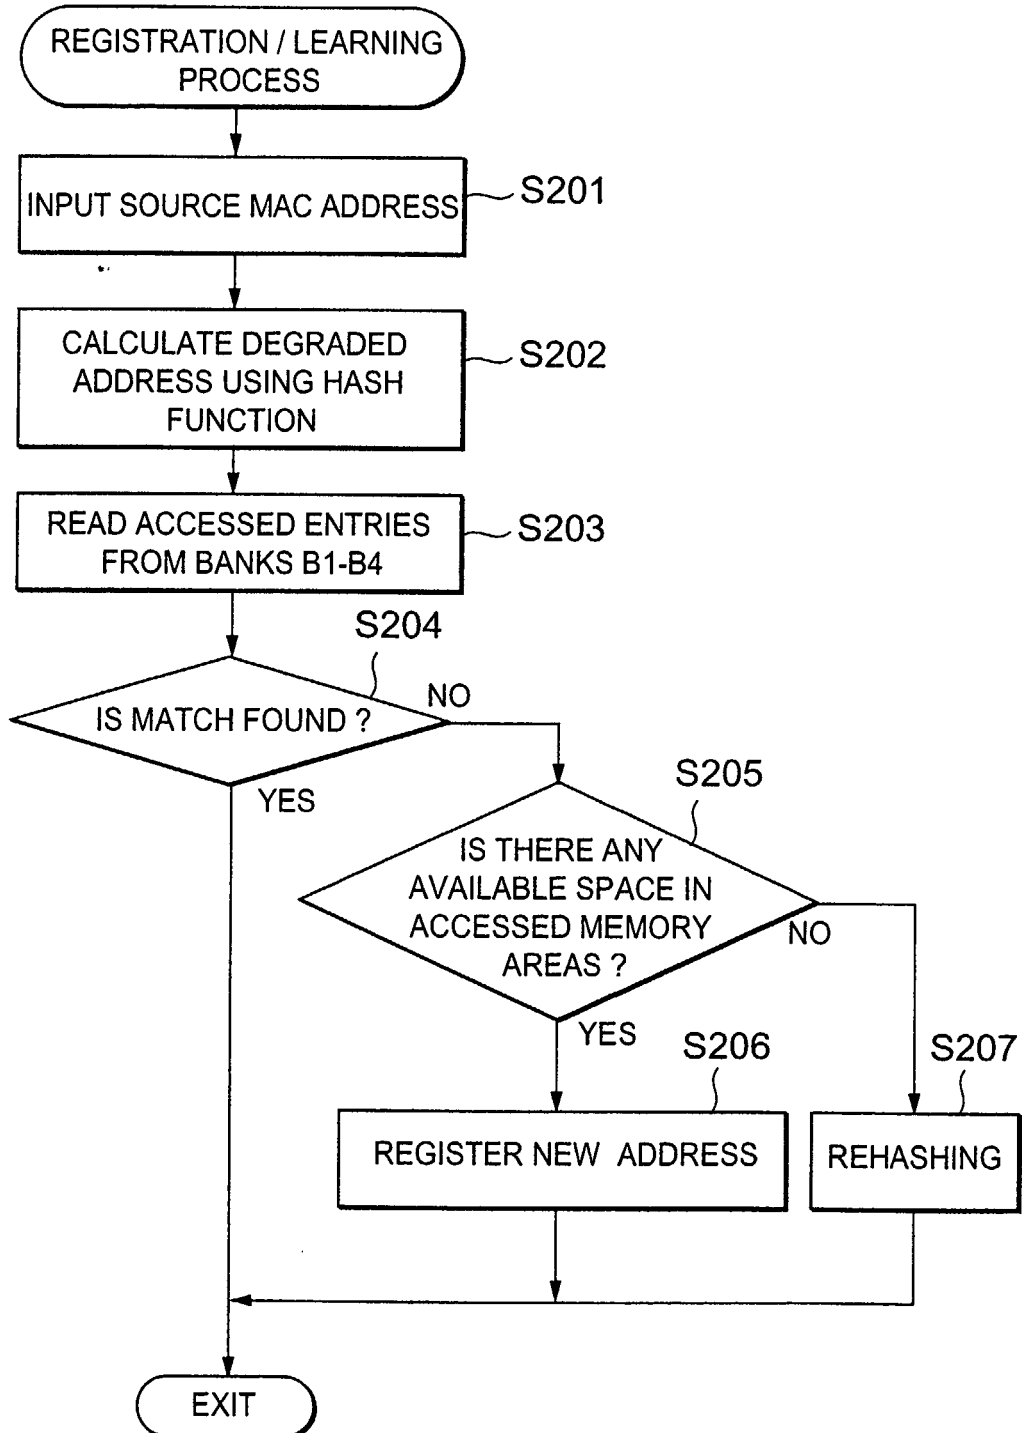 REGISTRATION / LEARNING
PROCESS
INPUT SOURCE MAC ADDRESS
S201
CALCULATE DEGRADED
ADDRESS USING HASH
FUNCTION
S202
READ ACCESSED ENTRIES
FROM BANKS B1-B4
S203
S204
IS MATCH FOUND ?
NO
YES
S205
IS THERE ANY
AVAILABLE SPACE IN
ACCESSED MEMORY
AREAS ?
NO
YES
S206
S207
REGISTER NEW ADDRESS
REHASHING
EXIT